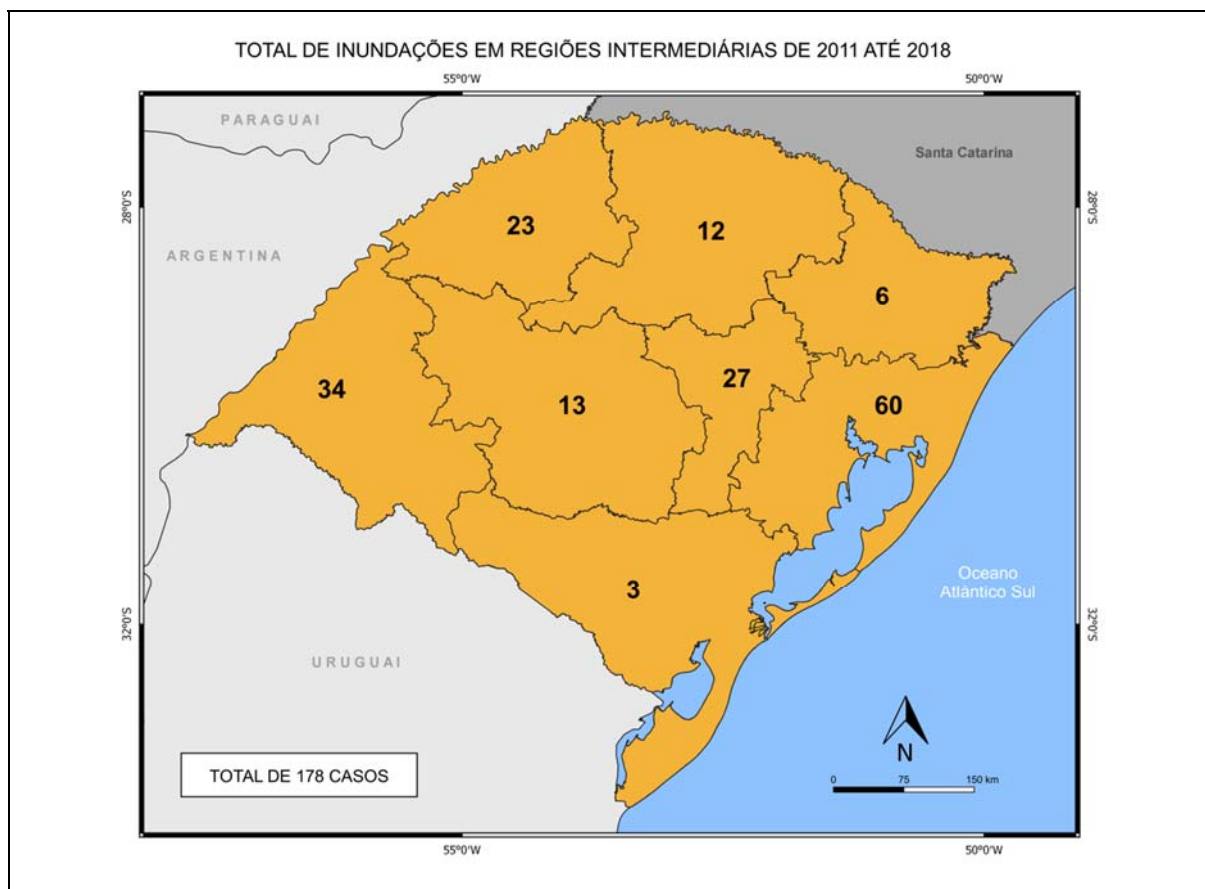 TOTAL DE INUNDAÇÕES EM REGIÕES INTERMEDIÁRIAS DE 2011 ATÉ 2018
55°0'W
50°0'W
PARAGUAI
Santa Catarina
28°0'S
28°0'S
23
12
ARGENTINA
6
34
13
27
60
3
Oceano
Atlântico Sul
32°0'S
32°0'S
URUGUAI
N
TOTAL DE 178 CASOS
0 75 150 km
55°0'W
50°0'W